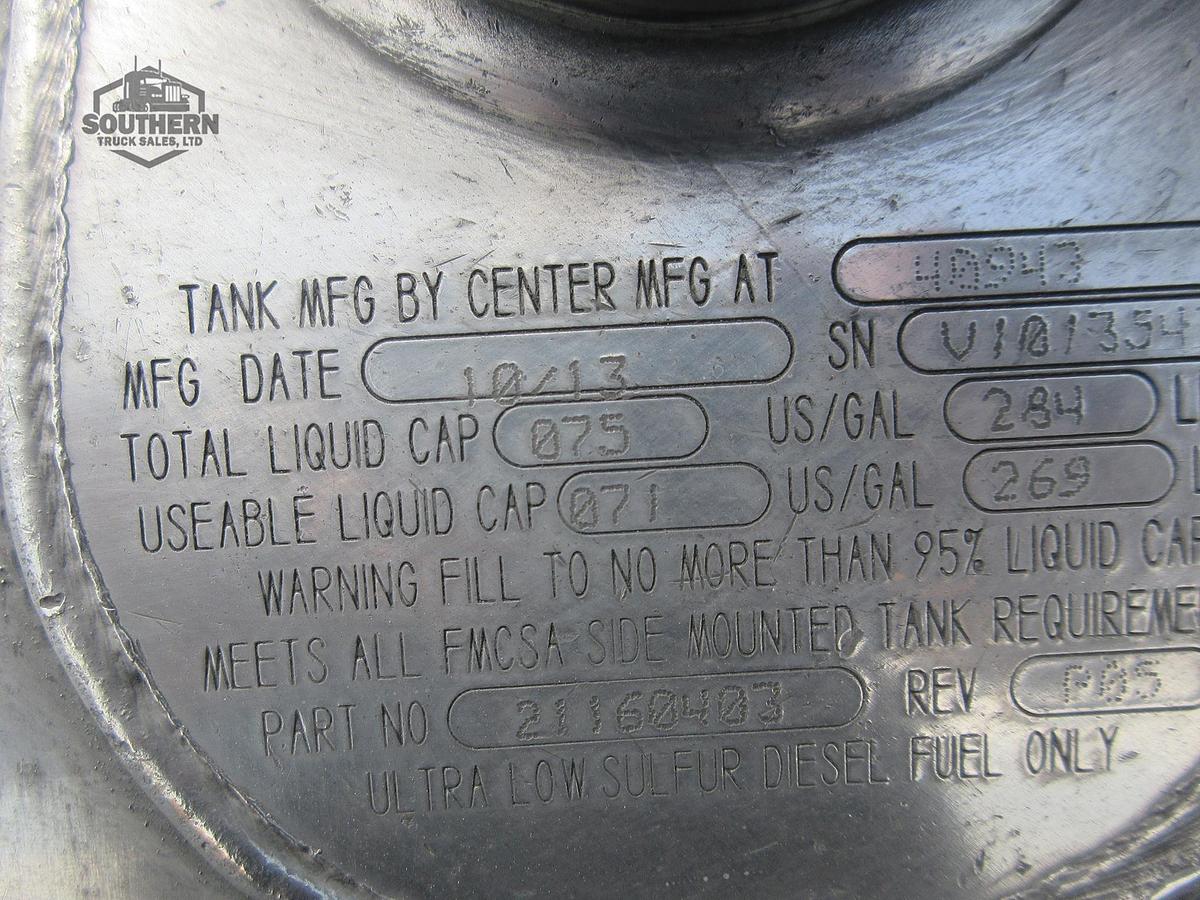 SOUTHERN
TRUCK SALES, LTD
TANK MFG BY CENTER MFG AT 40943
MFG DATE 10/13 SN V101354
TOTAL LIQUID CAP 075 US/GAL 284 L
USEABLE LIQUID CAP 071 US/GAL 269 L
WARNING FILL TO NO MORE THAN 95% LIQUID CAP
MEETS ALL FMCSA SIDE MOUNTED TANK REQUIREME
PART NO 21160403 REV P05
ULTRA LOW SULFUR DIESEL FUEL ONLY